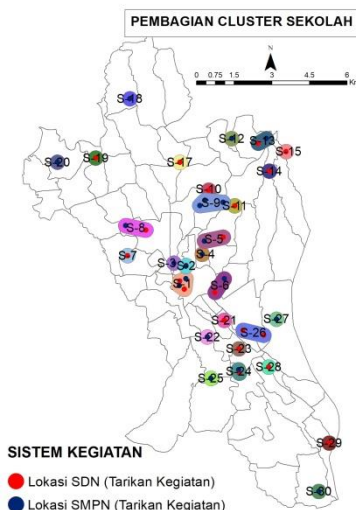 PEMBAGIAN CLUSTER SEKOLAH
N
0 0.75 1.5 3 4.5 6
S-18
S-12
S-13
S-15
S-20
S-19
S-17
S-14
S-10
S-9
S-11
S-8
S-5
S-7
S-3
S-2
S-4
S-1
S-6
S-21
S-26
S-27
S-22
S-23
S-25
S-24
S-28
S-29
S-30
SISTEM KEGIATAN
Lokasi SDN (Tarikan Kegiatan)
Lokasi SMPN (Tarikan Kegiatan)